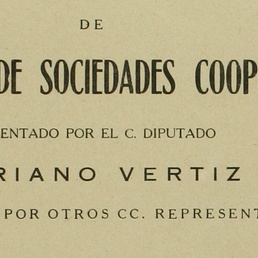 DE
DE SOCIEDADES COOP
ENTADO POR EL C. DIPUTADO
RIANO VERTIZ
POR OTROS CC. REPRESENT